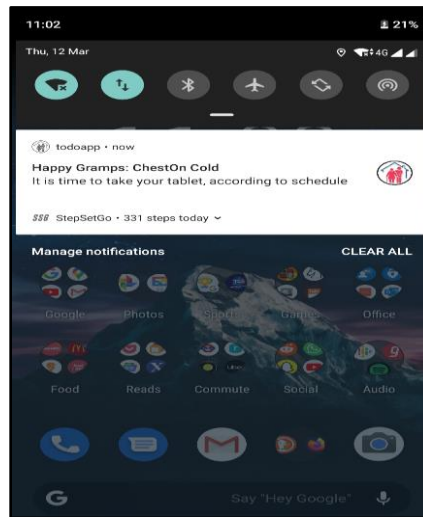 11:02 21%
Thu, 12 Mar 4G
todoapp • now
Happy Gramps: ChestOn Cold
It is time to take your tablet, according to schedule
SSG StepSetGo • 331 steps today
Manage notifications CLEAR ALL
Google Photos Sports Games Office
Food Reads Commute Social Audio
G Say "Hey Google"